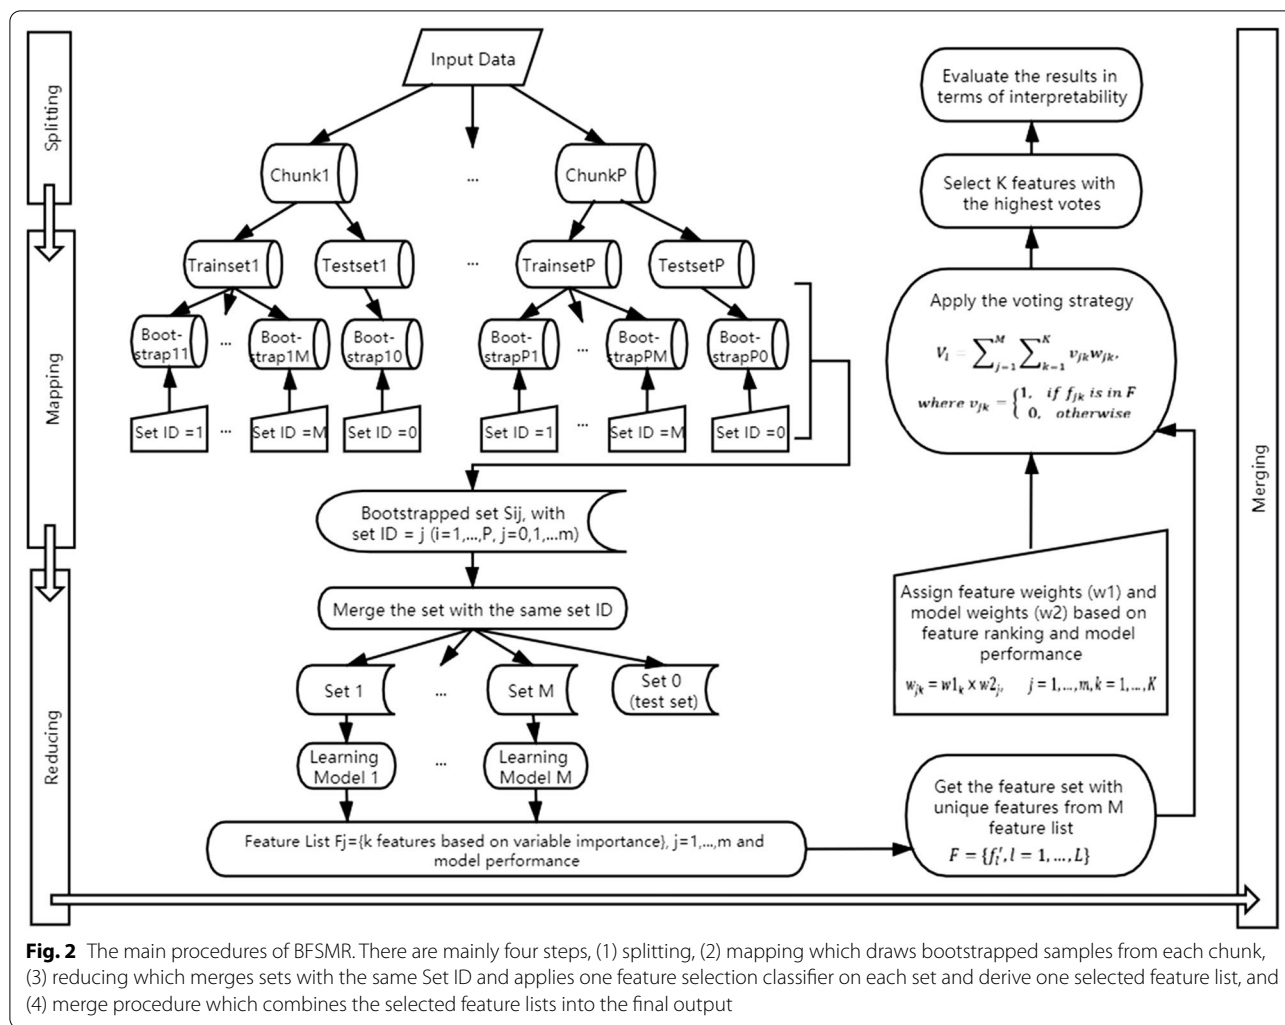 Input Data
Splitting
Chunk1
...
ChunkP
Mapping
Trainset1
Testset1
...
TrainsetP
TestsetP
Boot-
strap11
...
Boot-
strap1M
Boot-
strap10
Boot-
strapP1
...
Boot-
strapPM
Boot-
strapP0
Set ID =1
...
Set ID =M
Set ID =0
Set ID =1
...
Set ID =M
Set ID =0
Bootstrapped set Sij, with
set ID = j (i=1,...,P, j=0,1,...m)
Reducing
Merge the set with the same set ID
Set 1
...
Set M
Set 0
(test set)
Learning
Model 1
...
Learning
Model M
Feature List Fj={k features based on variable importance}, j=1,...,m and
model performance
Get the feature set with
unique features from M
feature list
F = {f_l', l = 1, ..., L}
Assign feature weights (w1) and
model weights (w2) based on
feature ranking and model
performance
w_jk = w1_k × w2_j, j = 1, ..., m, k = 1, ..., K
Apply the voting strategy
V_l = ∑_{j=1}^{M} ∑_{k=1}^{K} v_jk w_jk,
where v_jk = {1, if f_jk is in F
0, otherwise
Select K features with
the highest votes
Evaluate the results in
terms of interpretability
Merging
Fig. 2 The main procedures of BFSMR. There are mainly four steps, (1) splitting, (2) mapping which draws bootstrapped samples from each chunk,
(3) reducing which merges sets with the same Set ID and applies one feature selection classifier on each set and derive one selected feature list, and
(4) merge procedure which combines the selected feature lists into the final output